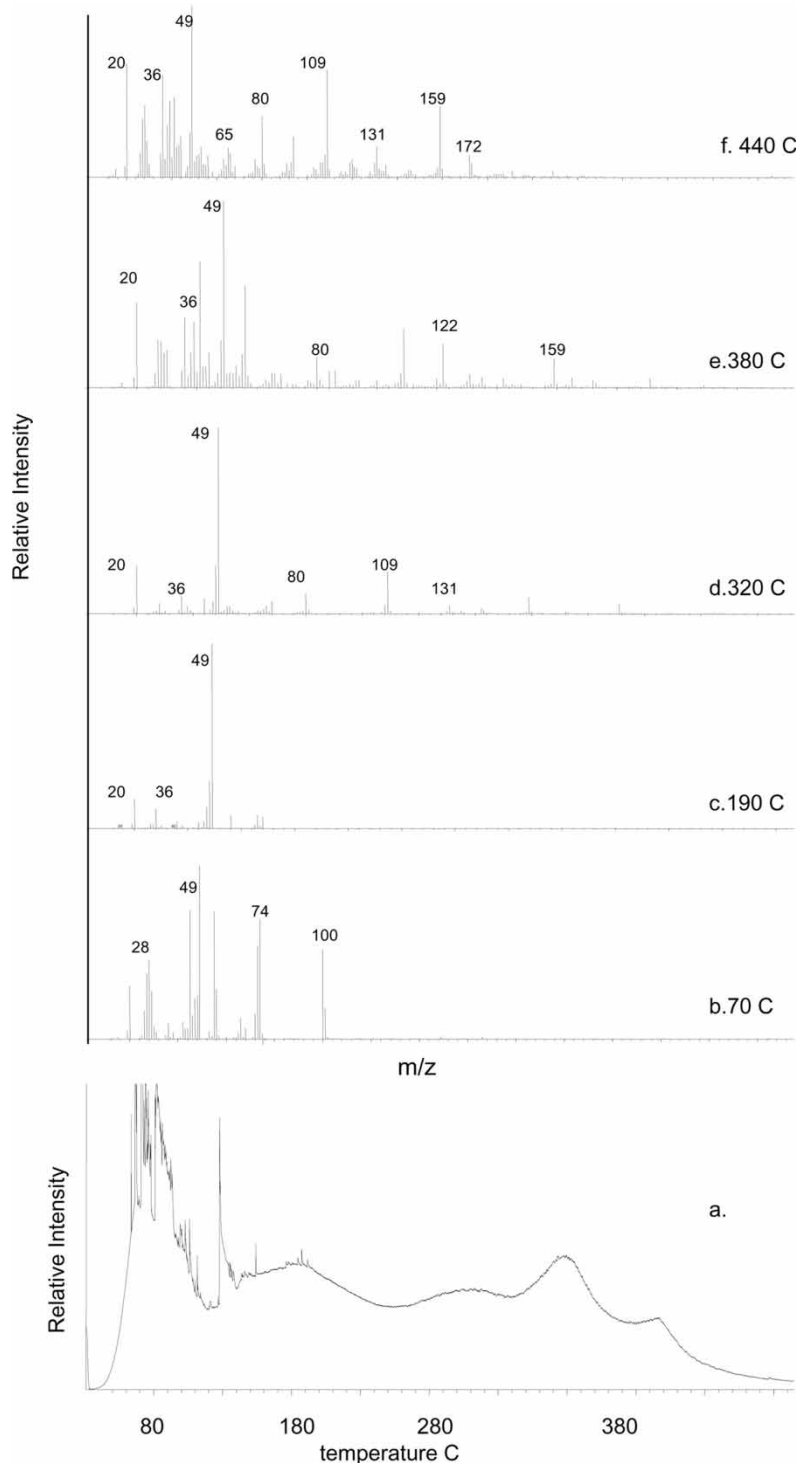 49
20
36
109
159
80
65
131
172
f. 440 C
49
20
36
122
80
159
e.380 C
49
20
36
80
109
131
d.320 C
49
20
36
c.190 C
49
74
28
100
b.70 C
Relative Intensity
m/z
a.
Relative Intensity
80 180 280 380
temperature C